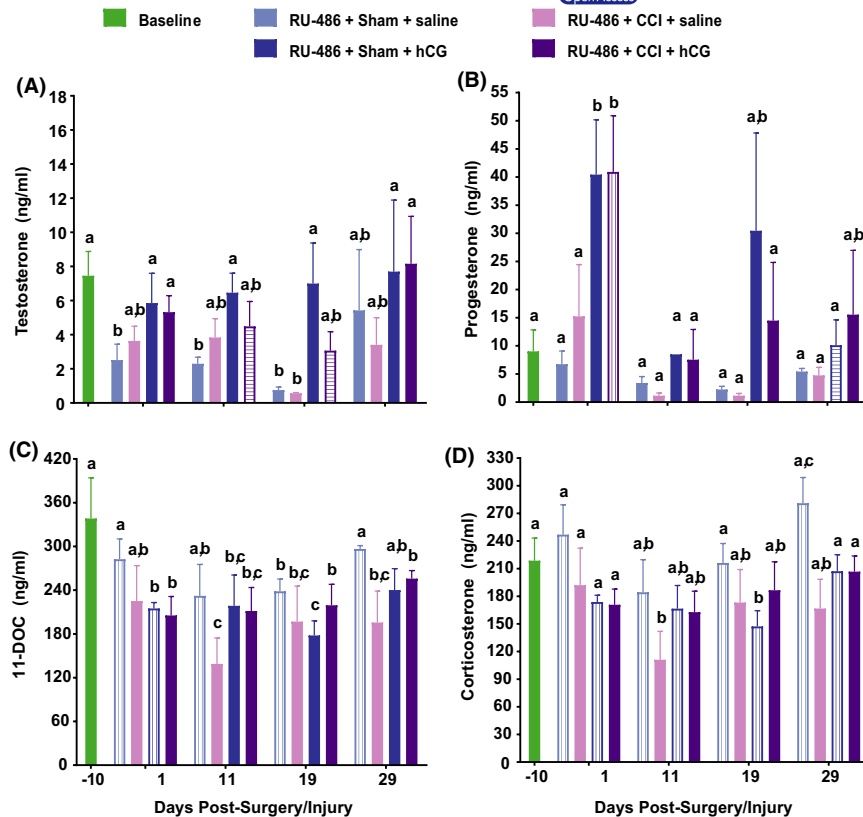 Open Access
Baseline
RU-486 + Sham + saline
RU-486 + CCI + saline
RU-486 + Sham + hCG
RU-486 + CCI + hCG
(A)
Testosterone (ng/ml)
18
16
14
12
10
8
6
4
2
0
a
b
a,b
a
a
b
a,b
a
a,b
b
b
a
a,b
a,b
a,b
a
a
(B)
Progesterone (ng/ml)
55
50
45
40
35
30
25
20
15
10
5
0
a
a
a
b
b
a
a
a
a
a
a
a,b
a
a
a
a,b
a,b
(C)
11-DOC (ng/ml)
420
360
300
240
180
120
60
0
a
a
a,b
b
b
a,b
c
b,c
b,c
b
b,c
c
b
a
b,c
a,b
b
-10 1 11 19 29
Days Post-Surgery/Injury
(D)
Corticosterone (ng/ml)
330
300
270
240
210
180
150
120
90
60
30
0
a
a
a
a
a
a,b
b
a,b
a,b
a
a,b
b
a,b
a,c
a,b
a
a
-10 1 11 19 29
Days Post-Surgery/Injury